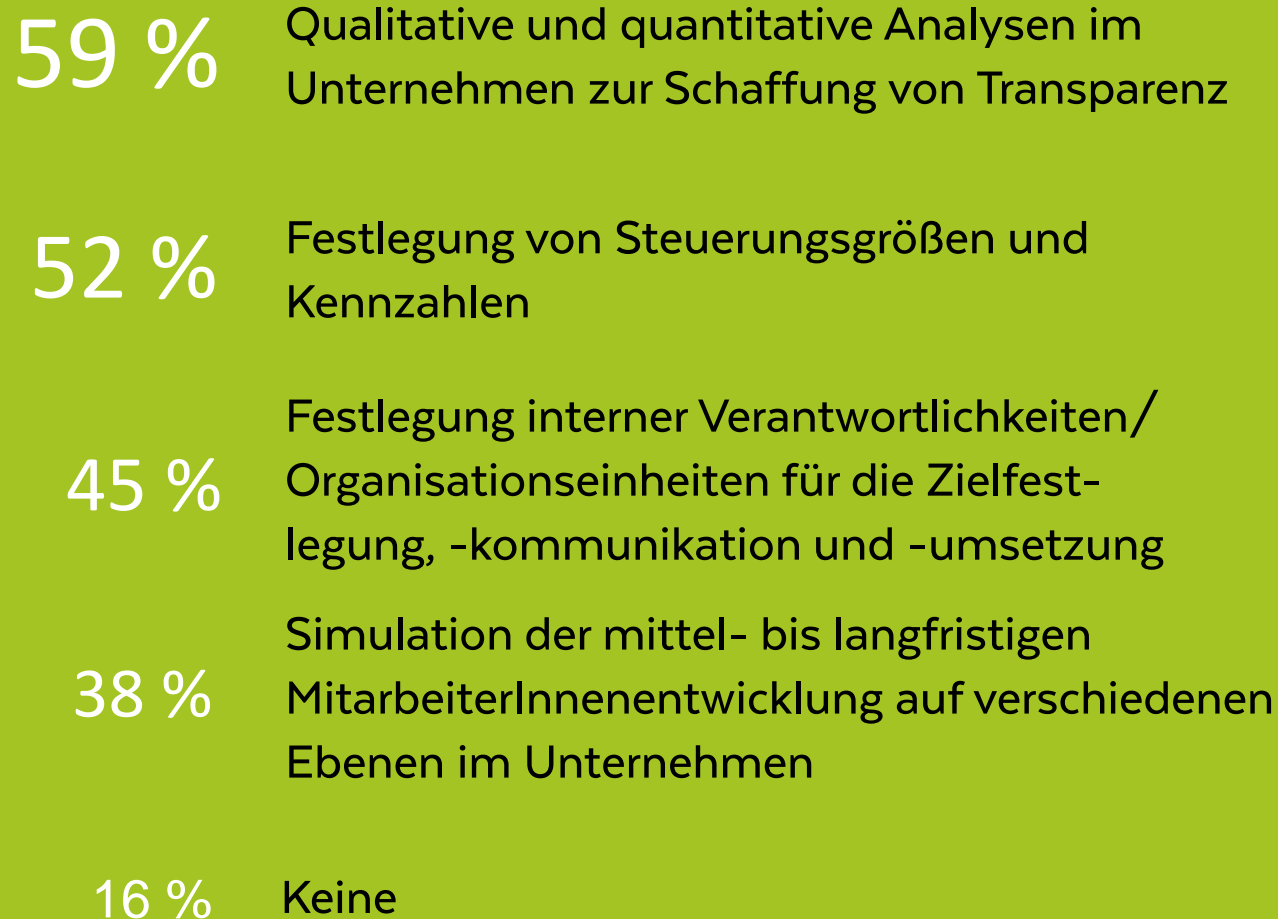 59 %
Qualitative und quantitative Analysen im
Unternehmen zur Schaffung von Transparenz
52 %
Festlegung von Steuerungsgrößen und
Kennzahlen
45 %
Festlegung interner Verantwortlichkeiten/
Organisationseinheiten für die Zielfest-
legung, -kommunikation und -umsetzung
38 %
Simulation der mittel- bis langfristigen
MitarbeiterInnenentwicklung auf verschiedenen
Ebenen im Unternehmen
16 %
Keine